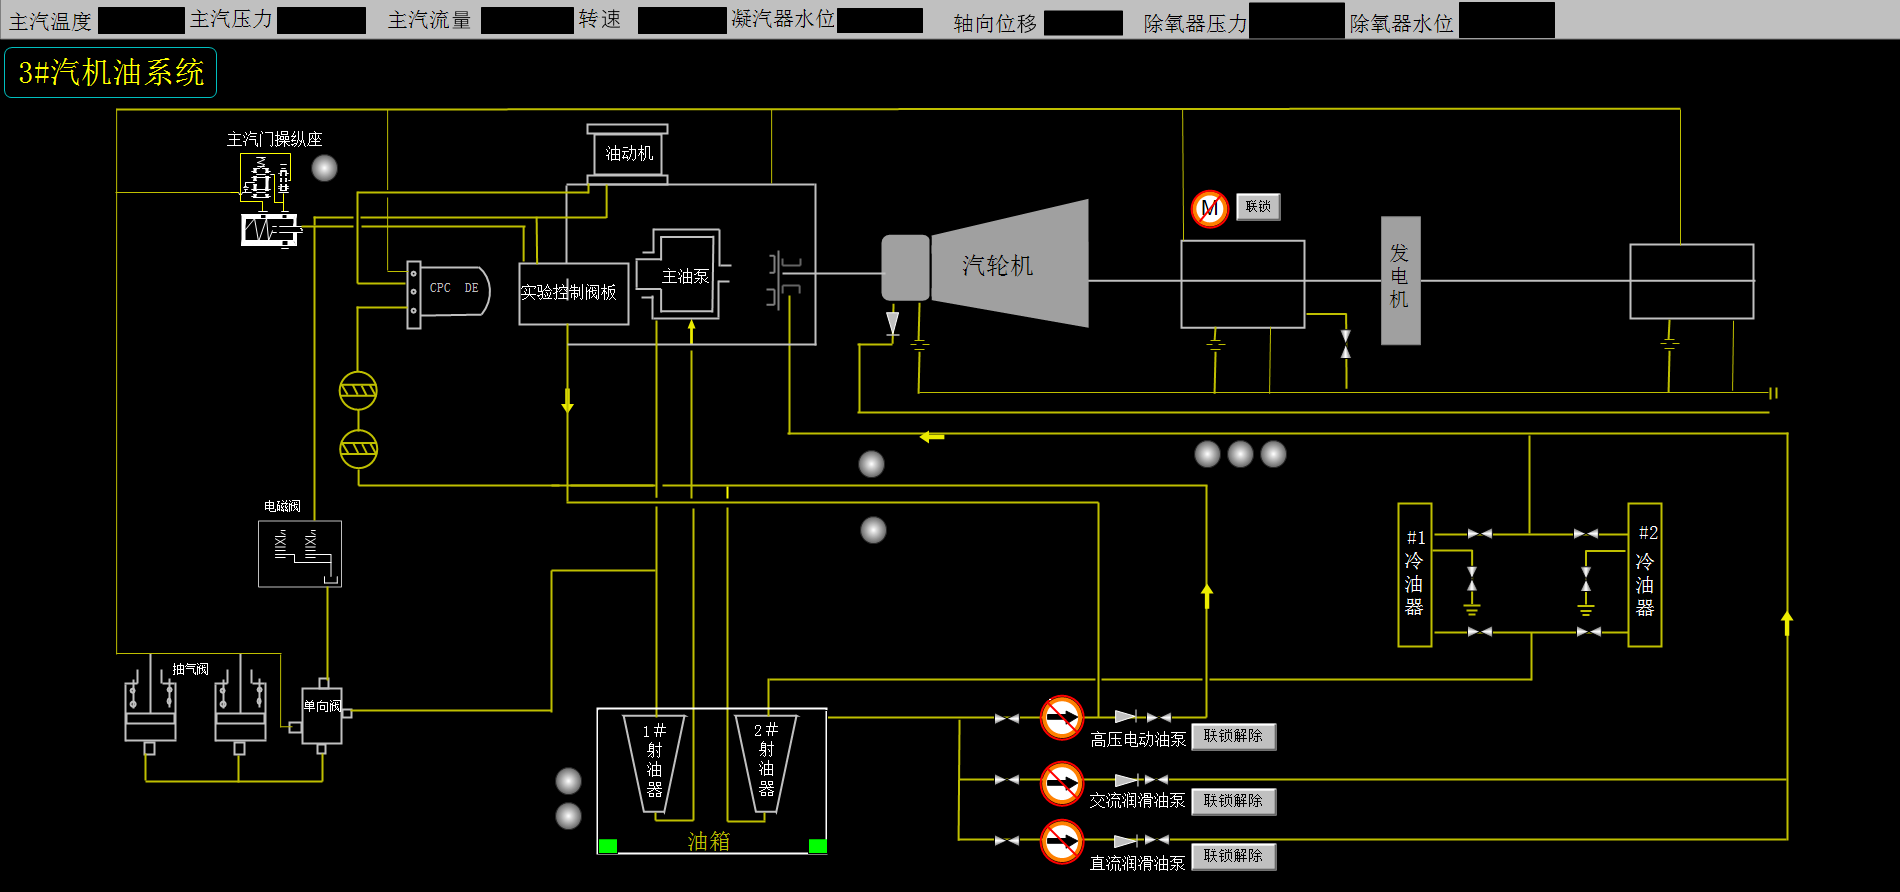 主汽温度 主汽压力 主汽流量 转速 凝汽器水位 轴向位移 除氧器压力 除氧器水位
3#汽机油系统
主汽门操纵座
油动机
M
联锁
CPC DE
实验控制阀板
主油泵
汽轮机
发电机
电磁阀
#1冷油器
#2冷油器
抽气阀
单向阀
1#射油器
2#射油器
油箱
高压电动油泵
联锁解除
交流润滑油泵
联锁解除
直流润滑油泵
联锁解除